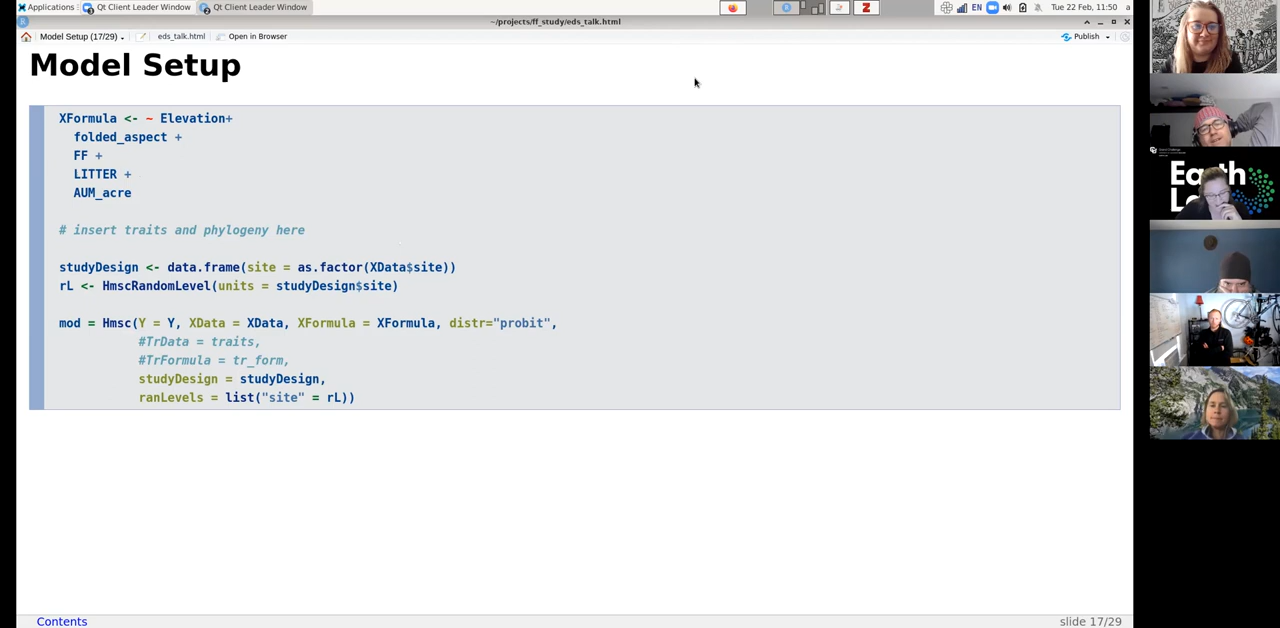 Applications
Qt Client Leader Window
Qt Client Leader Window
EN
Tue 22 Feb, 11:50
a
~/projects/ff_study/eds_talk.html
Model Setup (17/29)
eds_talk.html
Open in Browser
Publish
Model Setup
XFormula <- ~ Elevation+
folded_aspect +
FF +
LITTER +
AUM_acre
# insert traits and phylogeny here
studyDesign <- data.frame(site = as.factor(XData$site))
rL <- HmscRandomLevel(units = studyDesign$site)
mod = Hmsc(Y = Y, XData = XData, XFormula = XFormula, distr="probit",
#TrData = traits,
#TrFormula = tr_form,
studyDesign = studyDesign,
ranLevels = list("site" = rL))
Contents
slide 17/29